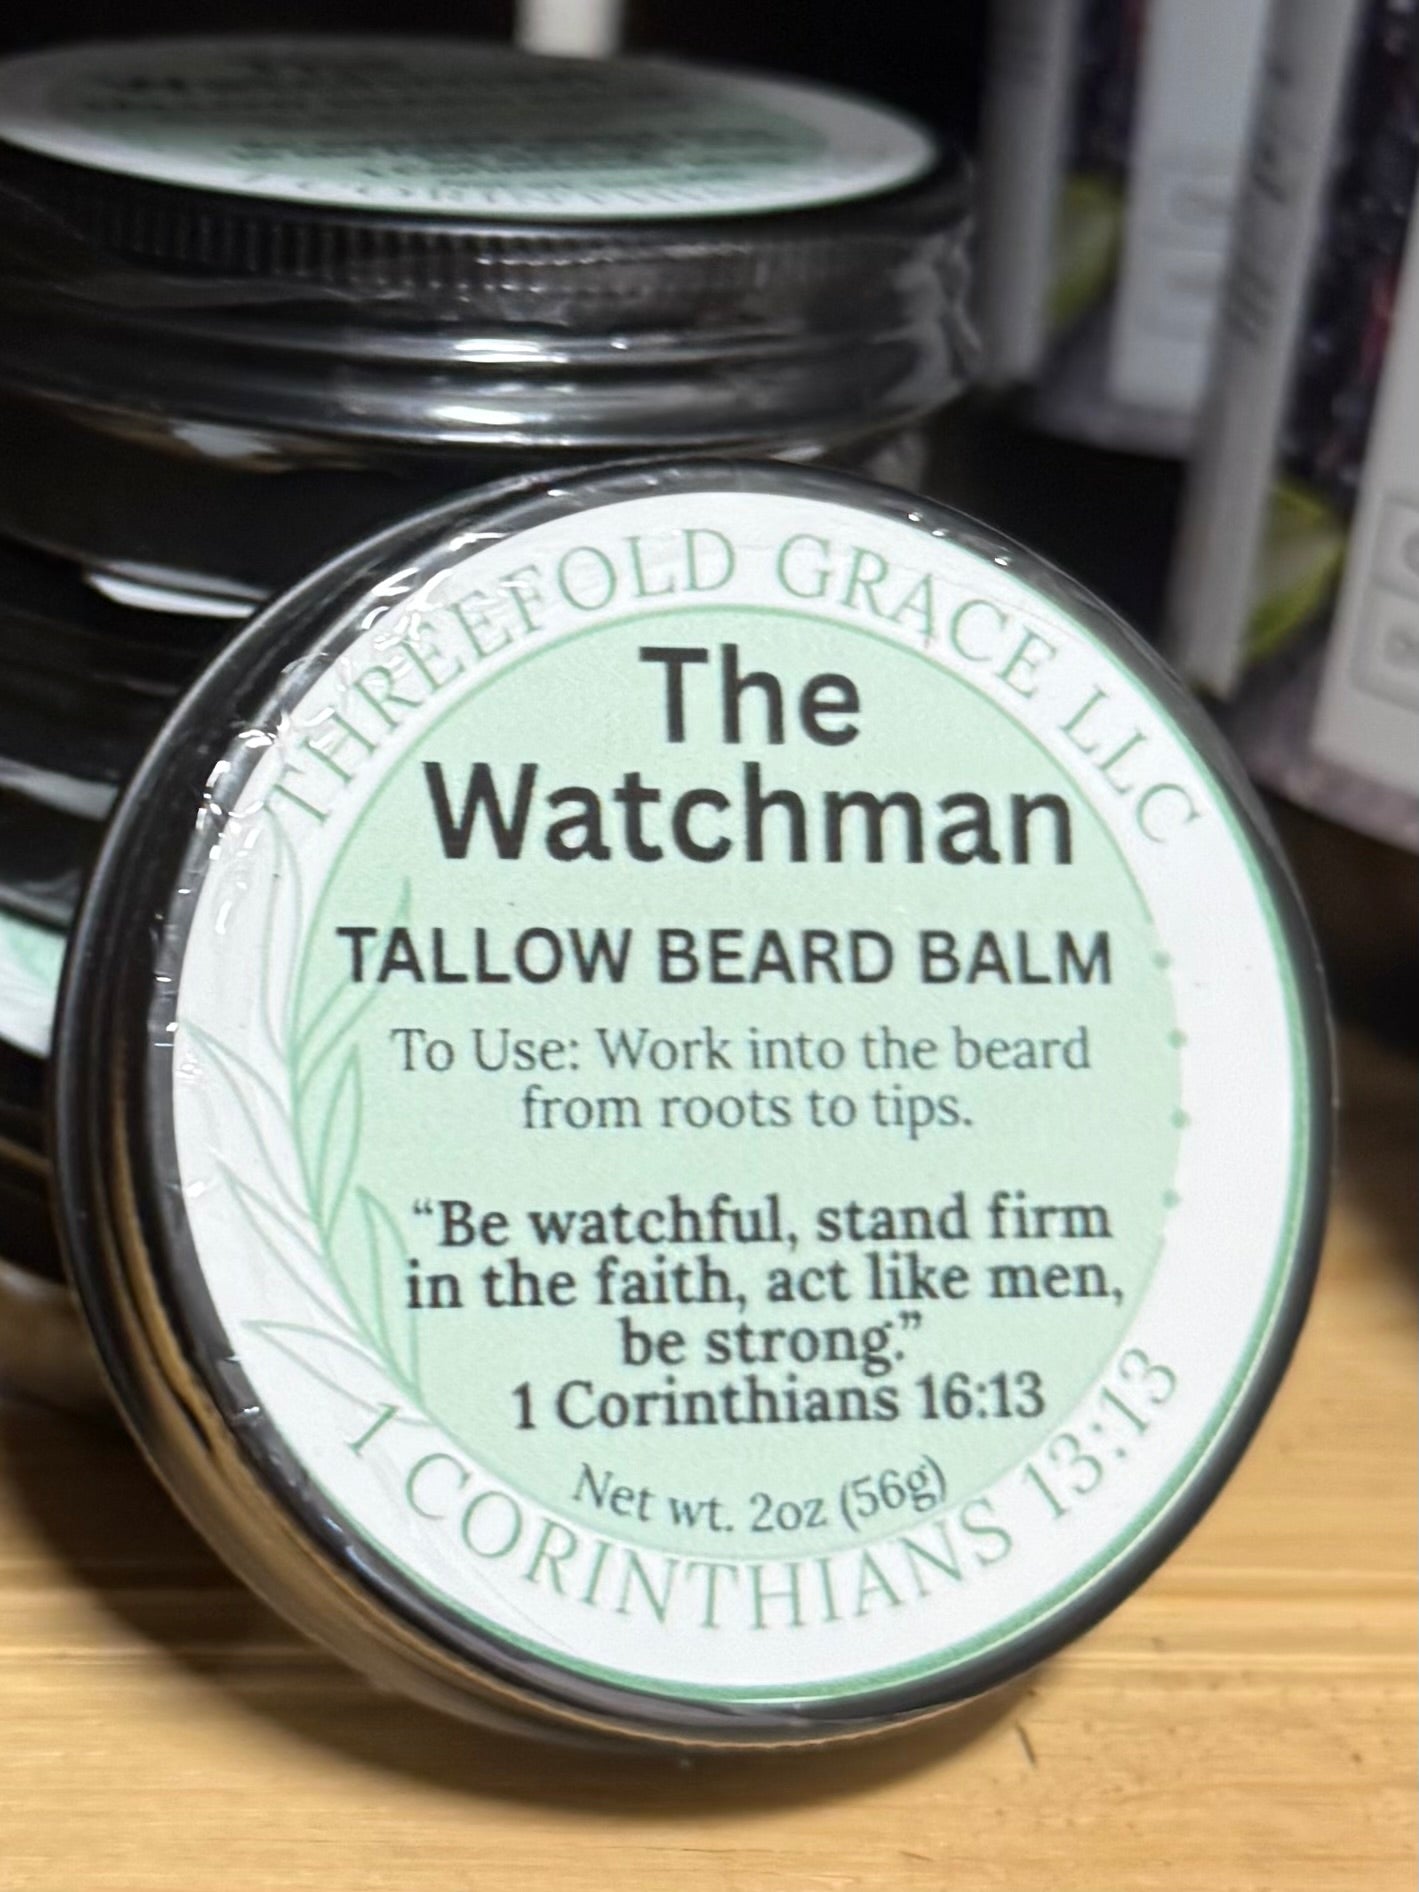 THREEFOLD GRACE LLC
The
Watchman
TALLOW BEARD BALM
To Use: Work into the beard
from roots to tips.
“Be watchful, stand firm
in the faith, act like men,
be strong.”
1 Corinthians 16:13
Net wt. 2oz (56g)
1 CORINTHIANS 13:13